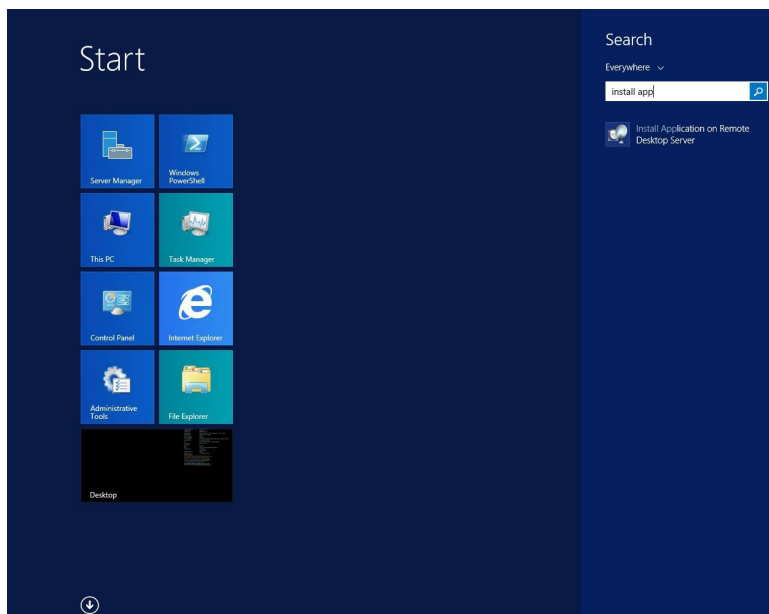 Start
Server Manager
Windows
PowerShell
This PC
Task Manager
Control Panel
Internet Explorer
Administrative
Tools
File Explorer
Desktop
Search
Everywhere
install app
Install Application on Remote
Desktop Server